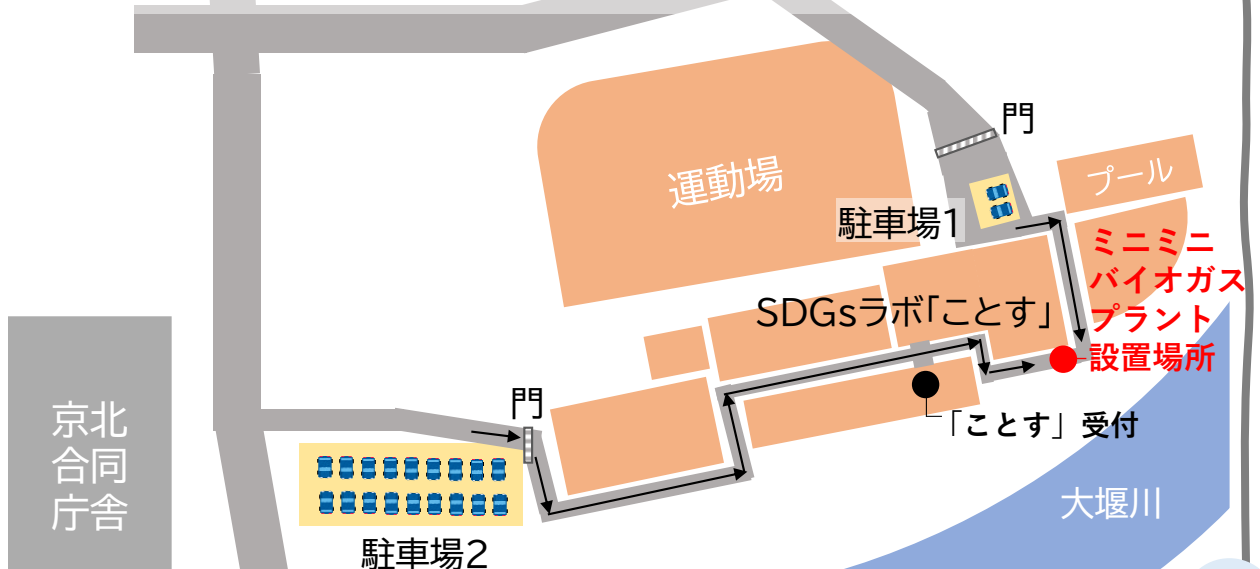 門
プール
運動場
駐車場1
ミニミニ
バイオガス
プラント
設置場所
SDGsラボ「ことす」
門
「ことす」受付
京北
合同
庁舎
大堰川
駐車場2